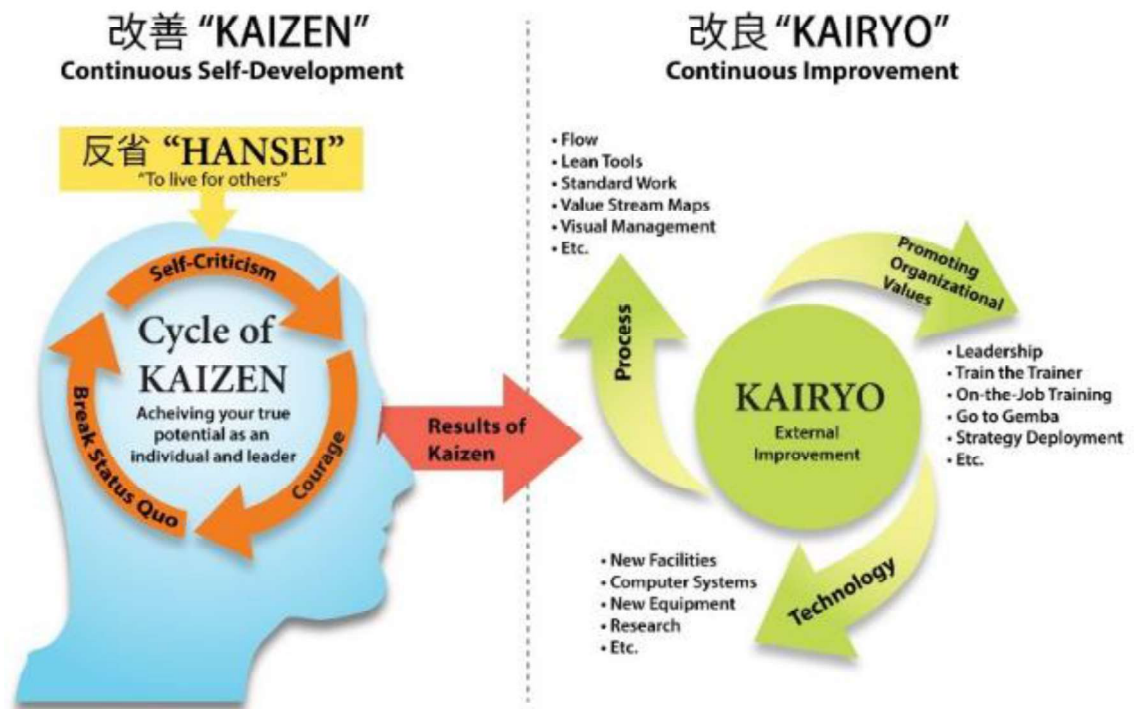 改善 “KAIZEN”
Continuous Self-Development
反省 “HANSEI”
“To live for others”
Self-Criticism
Cycle of
KAIZEN
Acheiving your true
potential as an
individual and leader
Courage
Break Status Quo
Results of
Kaizen
改良 “KAIRYO”
Continuous Improvement
• Flow
• Lean Tools
• Standard Work
• Value Stream Maps
• Visual Management
• Etc.
Process
Promoting
Organizational
Values
• Leadership
• Train the Trainer
• On-the-Job Training
• Go to Gemba
• Strategy Deployment
• Etc.
KAIRYO
External
Improvement
Technology
• New Facilities
• Computer Systems
• New Equipment
• Research
• Etc.